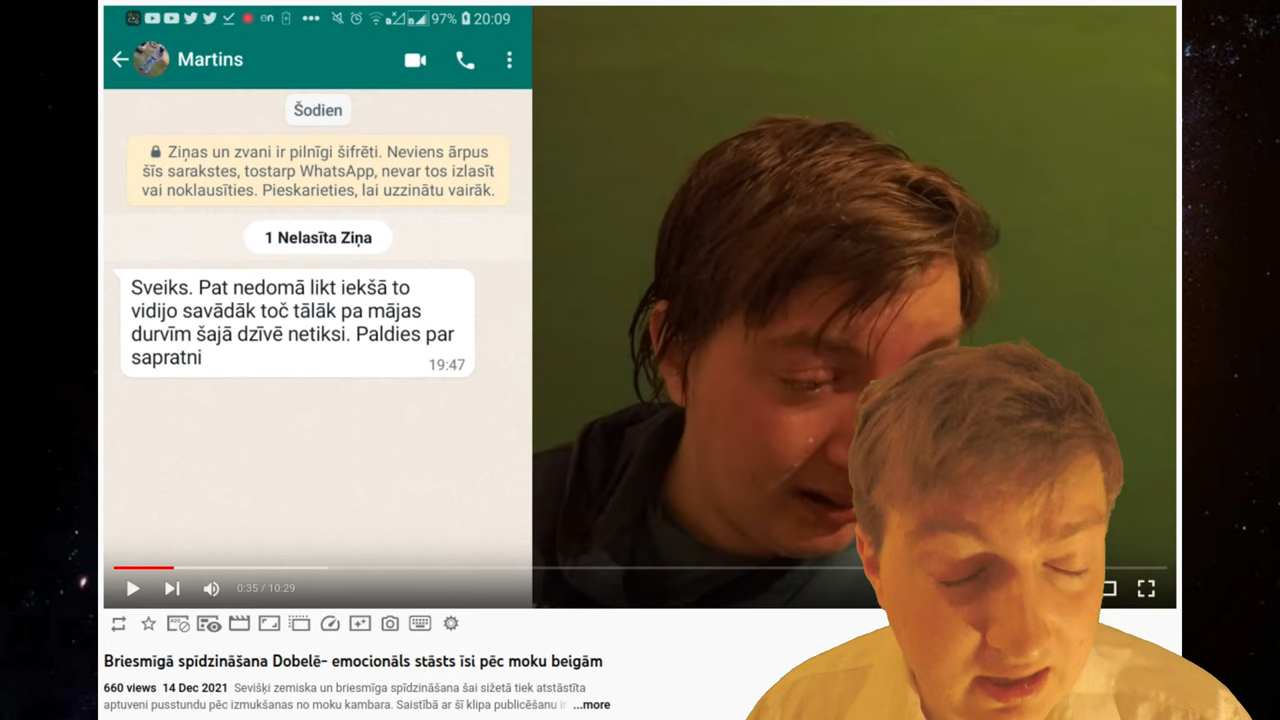 en 97% 20:09
Martins
Šodien
Ziņas un zvani ir pilnīgi šifrēti. Neviens ārpus
šīs sarakstes, tostarp WhatsApp, nevar tos izlasīt
vai noklausīties. Pieskarieties, lai uzzinātu vairāk.
1 Nelasīta Ziņa
Sveiks. Pat nedomā likt iekšā to
vidijo savādāk toč tālāk pa mājas
durvīm šajā dzīvē netiksi. Paldies par
sapratni
19:47
0:35 / 10:29
Briesmīgā spīdzināšana Dobelē- emocionāls stāsts īsi pēc moku beigām
660 views 14 Dec 2021 Sevišķi zemiska un briesmīga spīdzināšana šai sižetā tiek atstāstīta
aptuveni pusstundu pēc izmukšanas no moku kambara. Saistībā ar šī klipa publicēšanu ...more